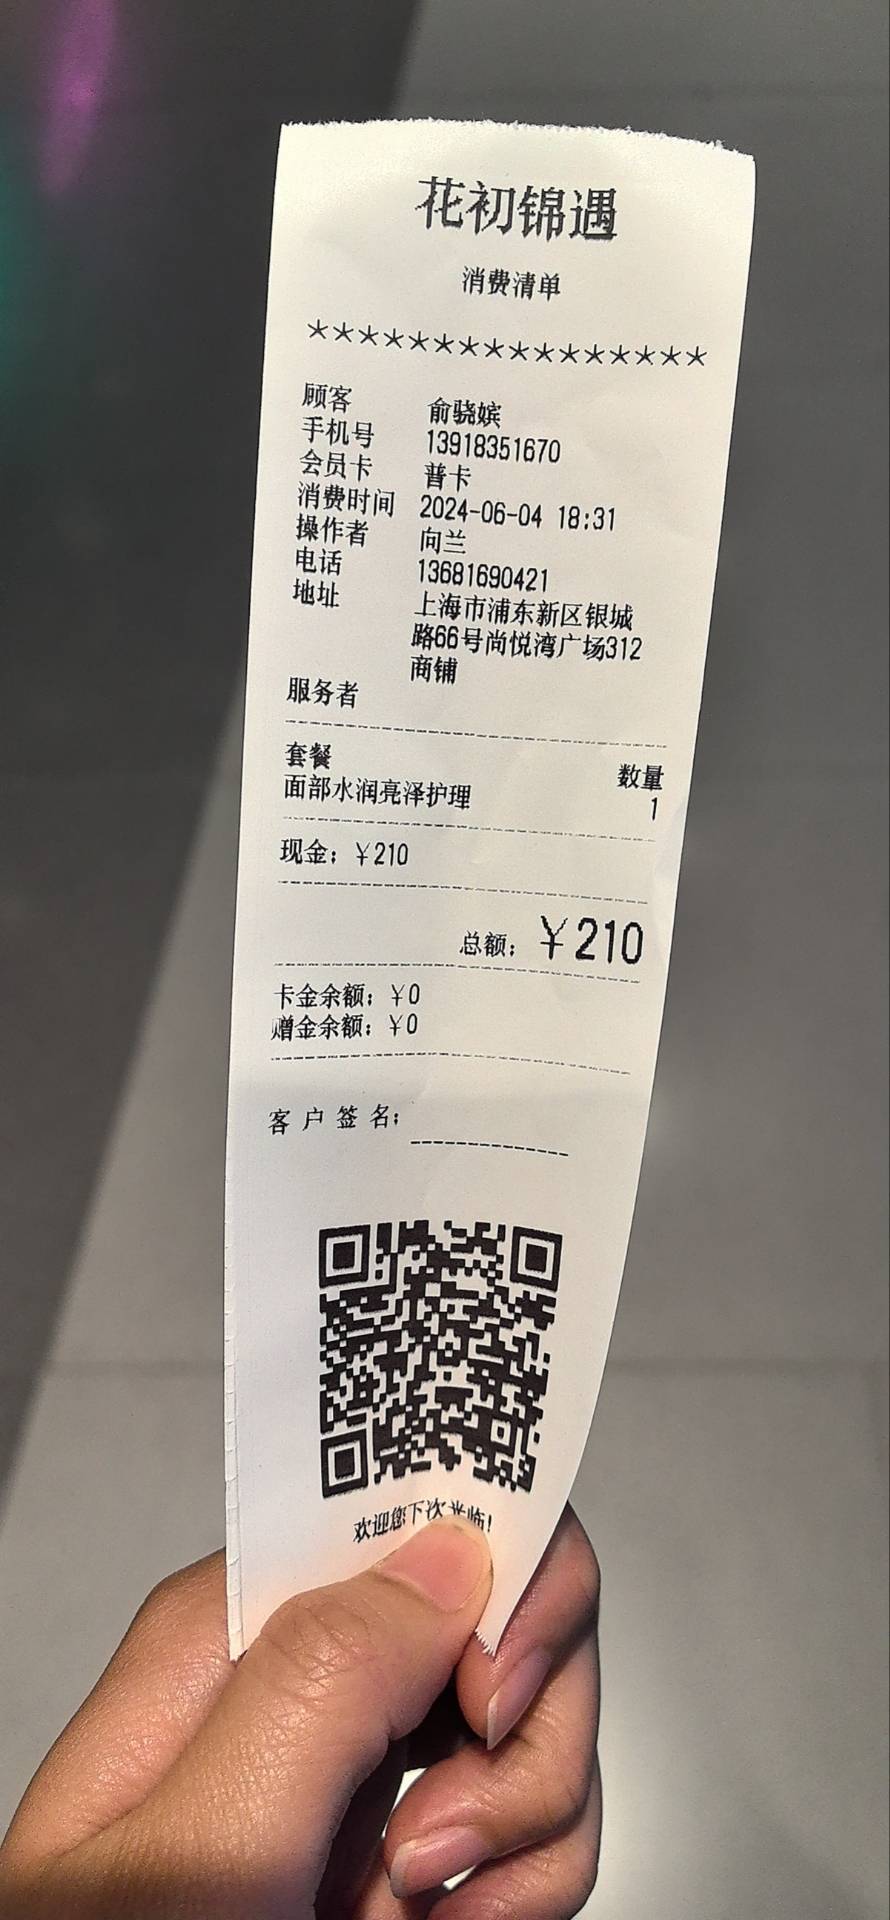 花初锦遇
消费清单
****************
顾客 俞骁嫔
手机号 13918351670
会员卡 普卡
消费时间 2024-06-04 18:31
操作者 向兰
电话 13681690421
地址 上海市浦东新区银城
路66号尚悦湾广场312
商铺
服务者
套餐 数量
面部水润亮泽护理 1
现金：￥210
总额：￥210
卡金余额：￥0
赠金余额：￥0
客 户 签 名：
欢迎您下次光临！